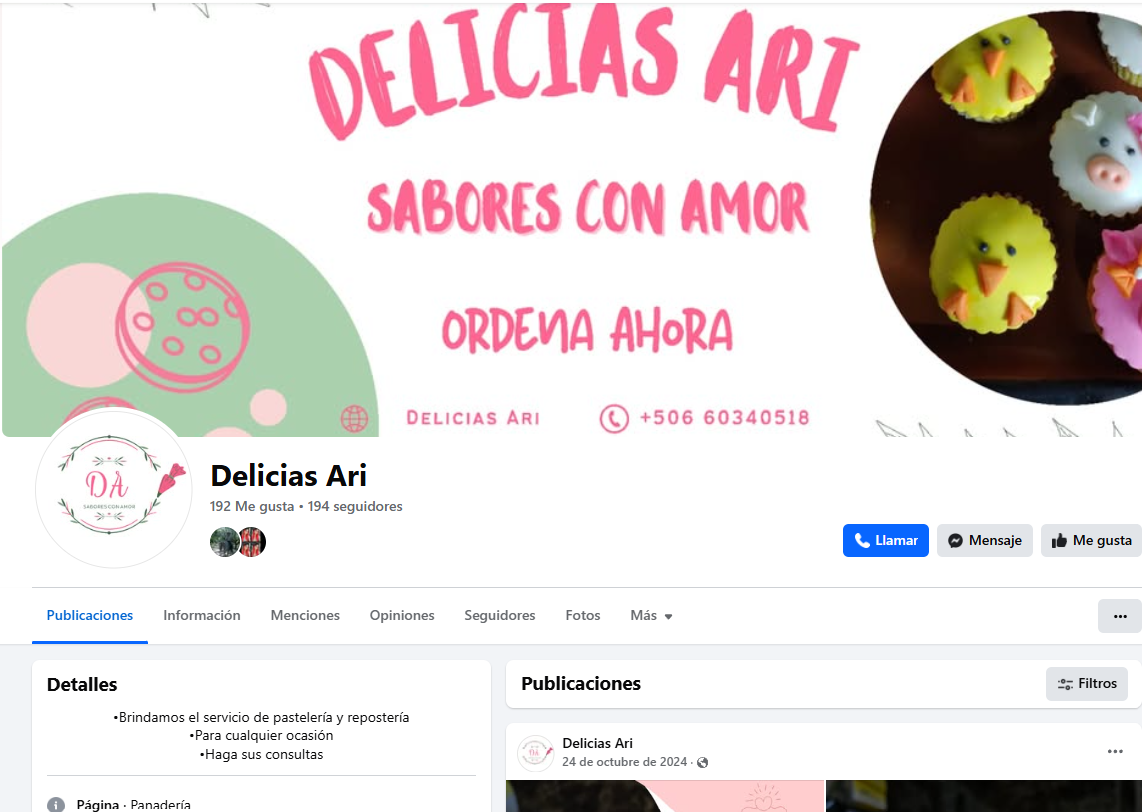 DELICIAS ARI
SABORES CON AMOR
ORDENA AHORA
DELICIAS ARI
+506 60340518
DA
SABORES CON AMOR
Delicias Ari
192 Me gusta • 194 seguidores
Llamar
Mensaje
Me gusta
Publicaciones
Información
Menciones
Opiniones
Seguidores
Fotos
Más
Detalles
•Brindamos el servicio de pastelería y repostería
•Para cualquier ocasión
•Haga sus consultas
Página · Panadería
Publicaciones
Filtros
DA
Delicias Ari
24 de octubre de 2024 ·